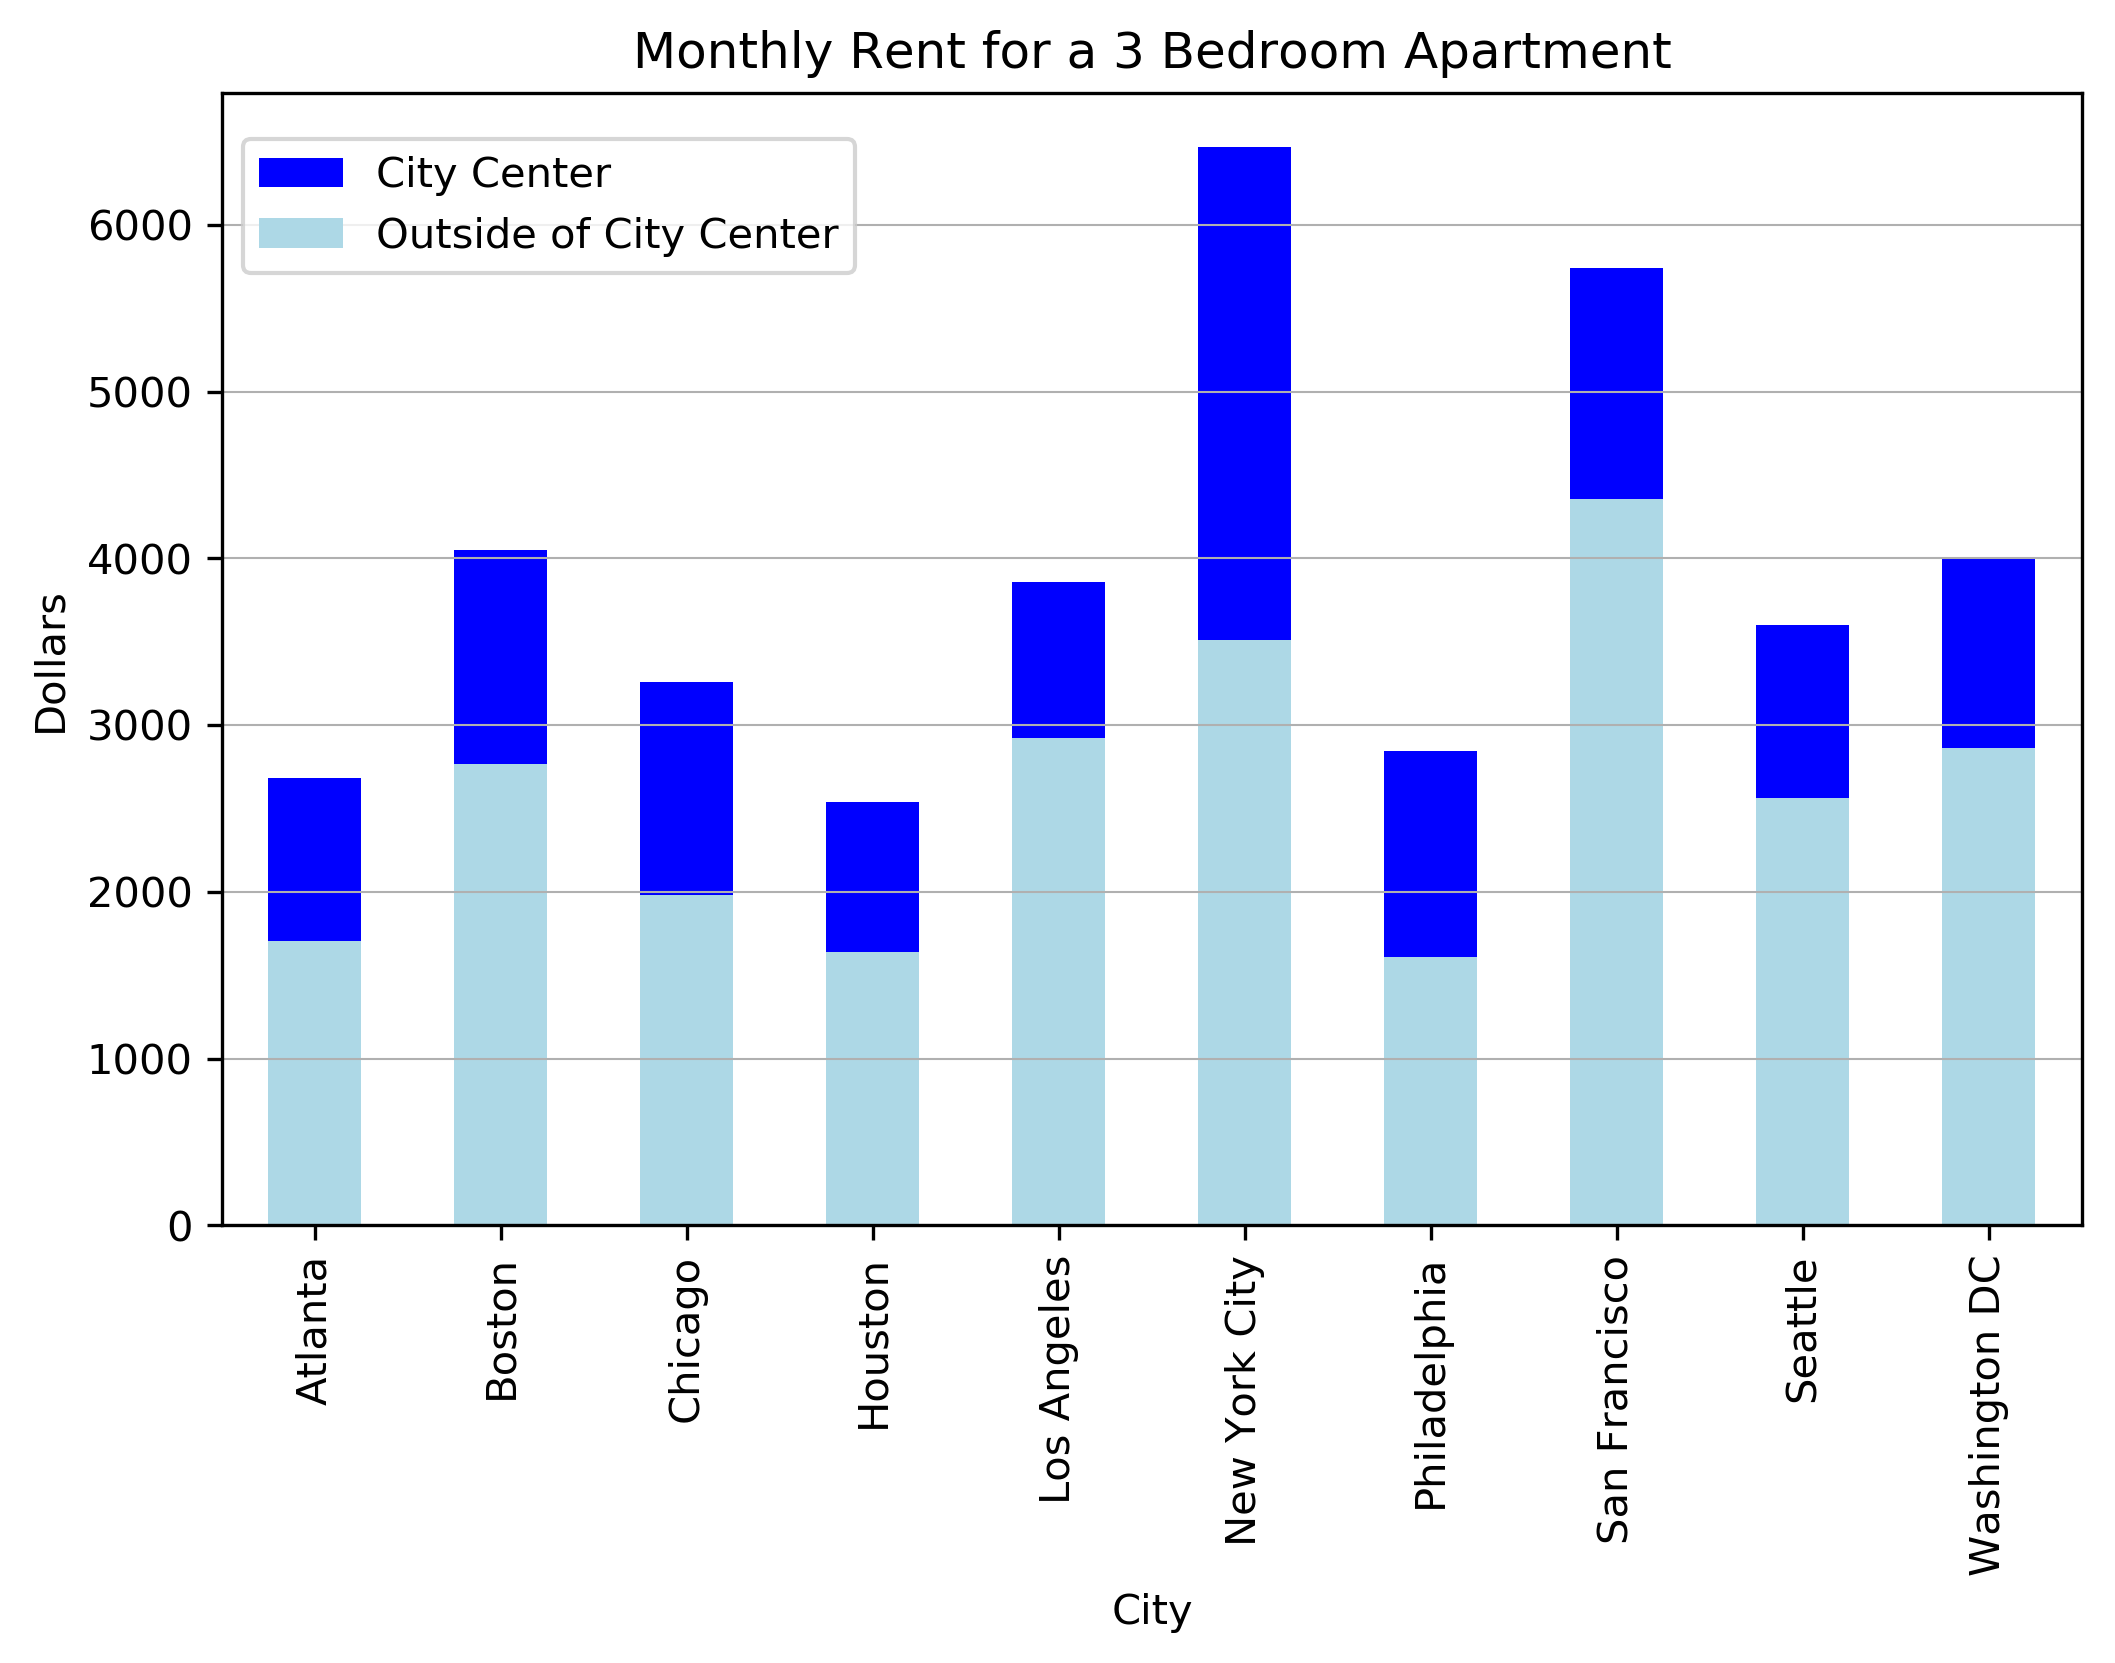 Monthly Rent for a 3 Bedroom Apartment
City Center
Outside of City Center
6000
5000
4000
3000
2000
1000
0
Dollars
Atlanta
Boston
Chicago
Houston
Los Angeles
New York City
Philadelphia
San Francisco
Seattle
Washington DC
City